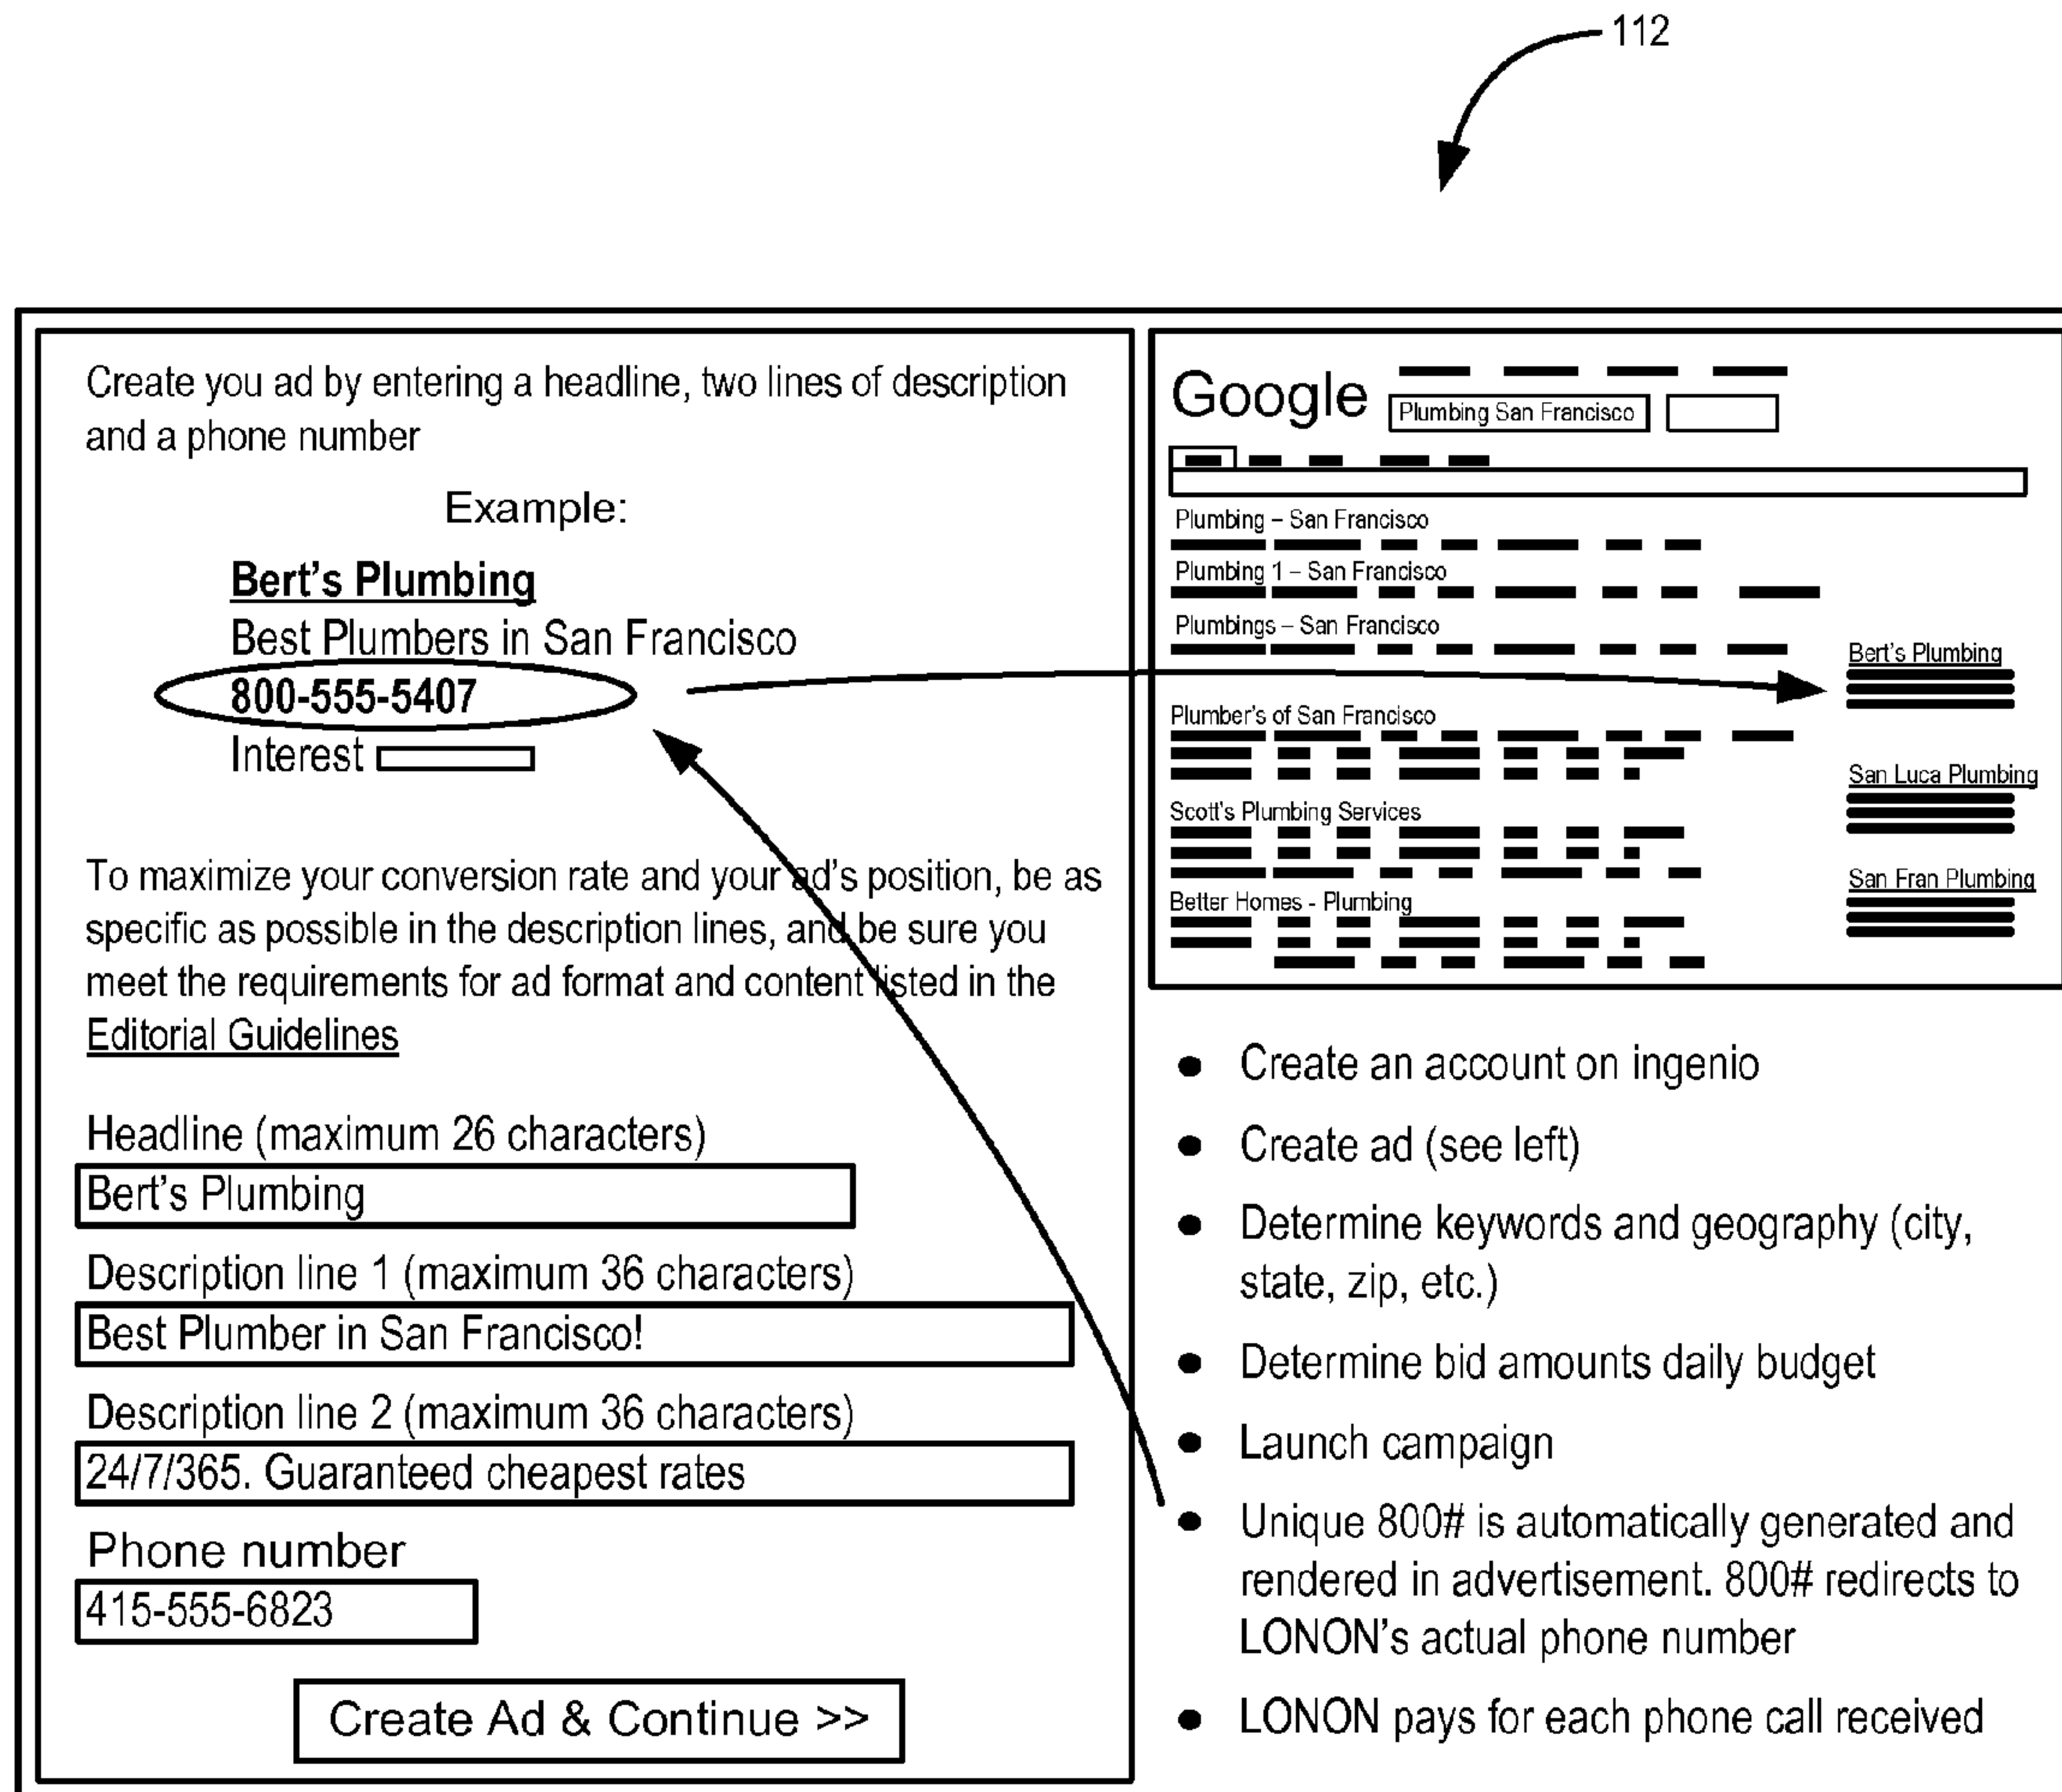 112
Create you ad by entering a headline, two lines of description
and a phone number
Example:
Bert's Plumbing
Best Plumbers in San Francisco
800-555-5407
Interest
To maximize your conversion rate and your ad's position, be as
specific as possible in the description lines, and be sure you
meet the requirements for ad format and content listed in the
Editorial Guidelines
Headline (maximum 26 characters)
Bert's Plumbing
Description line 1 (maximum 36 characters)
Best Plumber in San Francisco!
Description line 2 (maximum 36 characters)
24/7/365. Guaranteed cheapest rates
Phone number
415-555-6823
Create Ad & Continue >>
Google
Plumbing San Francisco
Plumbing – San Francisco
Plumbing 1 – San Francisco
Plumbings – San Francisco
Plumber's of San Francisco
Scott's Plumbing Services
Better Homes - Plumbing
Bert's Plumbing
San Luca Plumbing
San Fran Plumbing
• Create an account on ingenio
• Create ad (see left)
• Determine keywords and geography (city,
state, zip, etc.)
• Determine bid amounts daily budget
• Launch campaign
• Unique 800# is automatically generated and
rendered in advertisement. 800# redirects to
LONON's actual phone number
• LONON pays for each phone call received